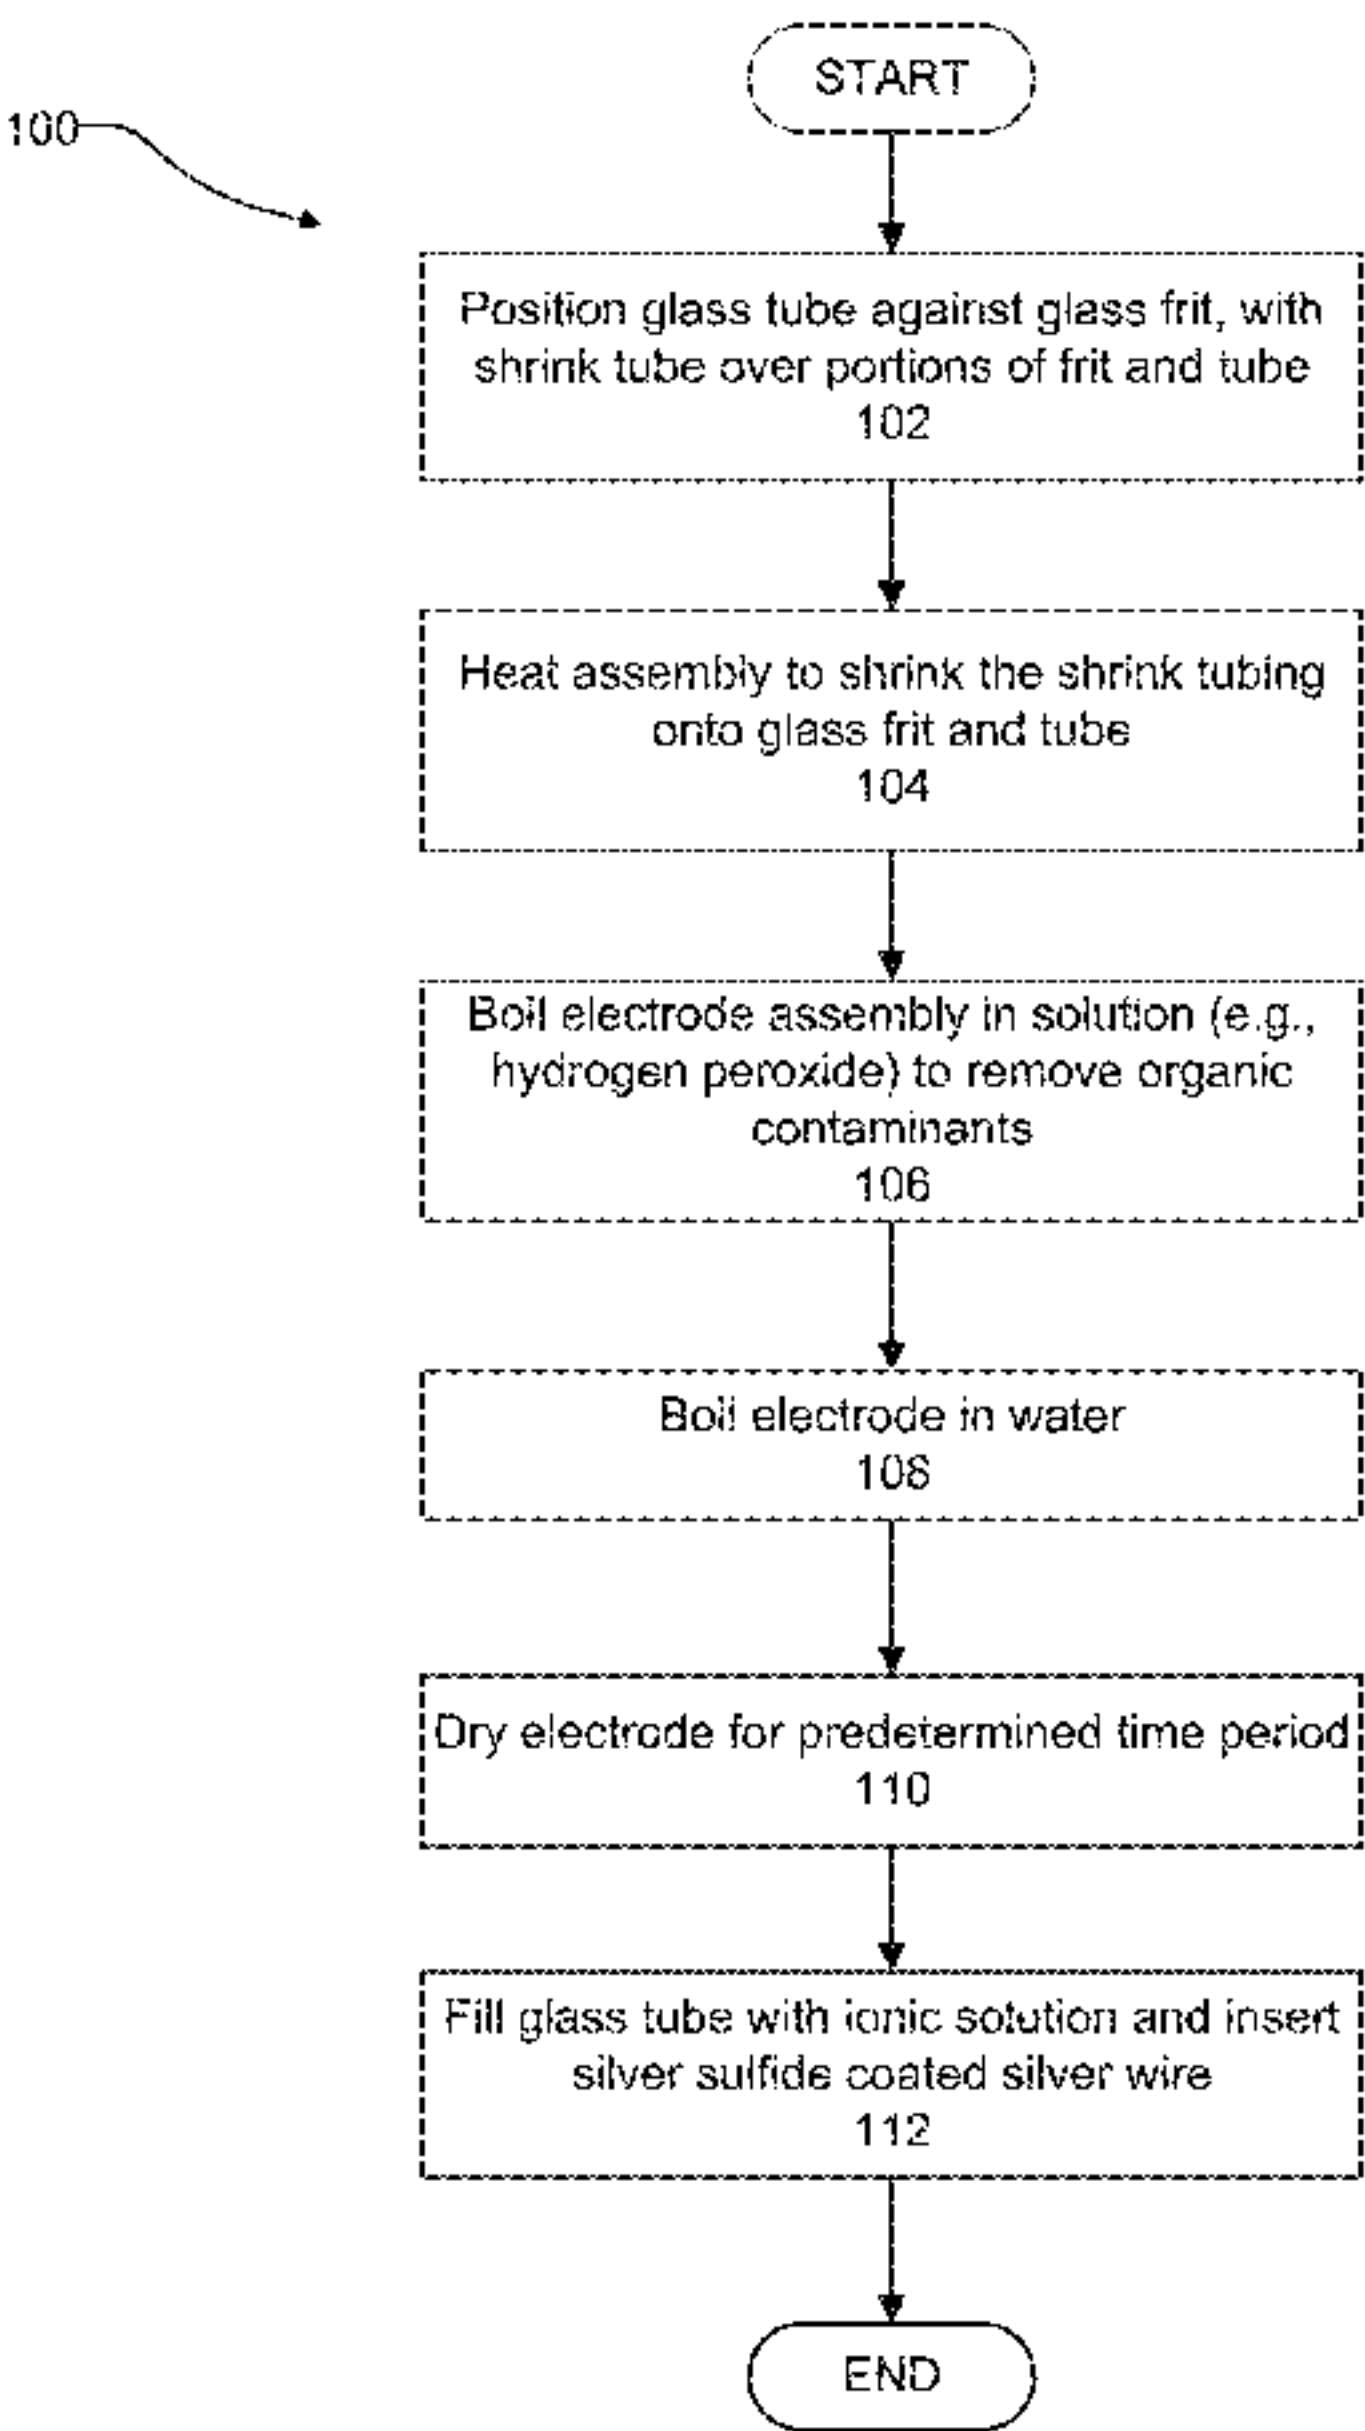 START
100
Position glass tube against glass frit, with
shrink tube over portions of frit and tube
102
Heat assembly to shrink the shrink tubing
onto glass frit and tube
104
Boil electrode assembly in solution (e.g.,
hydrogen peroxide) to remove organic
contaminants
106
Boil electrode in water
108
Dry electrode for predetermined time period
110
Fill glass tube with ionic solution and insert
silver sulfide coated silver wire
112
END